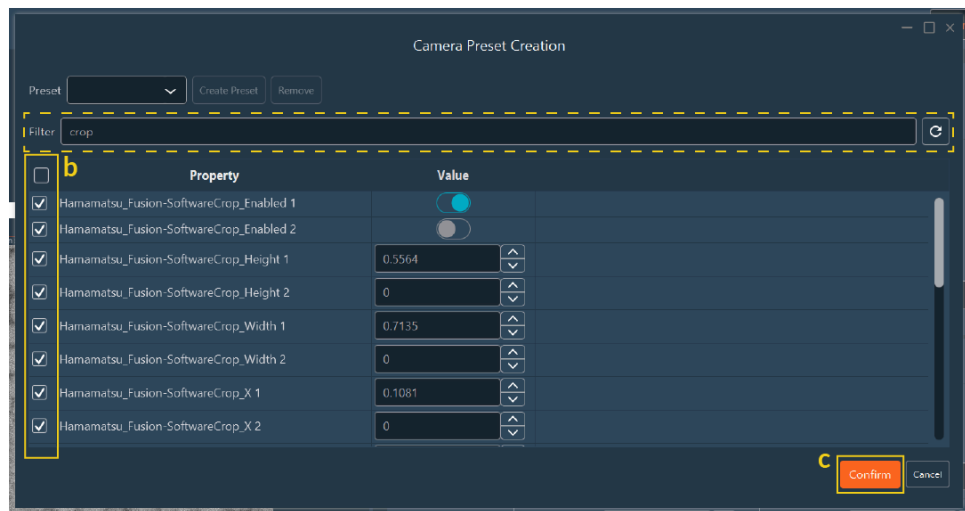 Camera Preset Creation
Preset Create Preset Remove
Filter crop
b
Property Value
Hamamatsu_Fusion-SoftwareCrop_Enabled 1
Hamamatsu_Fusion-SoftwareCrop_Enabled 2
Hamamatsu_Fusion-SoftwareCrop_Height 1 0.5564
Hamamatsu_Fusion-SoftwareCrop_Height 2 0
Hamamatsu_Fusion-SoftwareCrop_Width 1 0.7135
Hamamatsu_Fusion-SoftwareCrop_Width 2 0
Hamamatsu_Fusion-SoftwareCrop_X 1 0.1081
Hamamatsu_Fusion-SoftwareCrop_X 2 0
c
Confirm Cancel